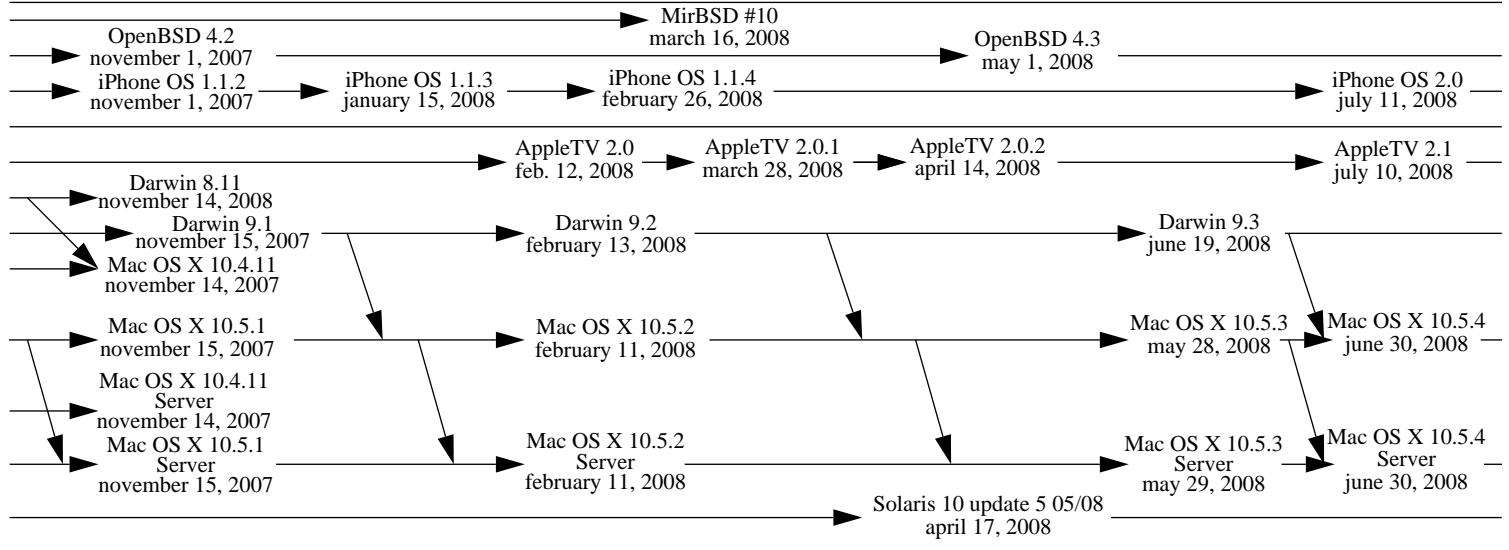 MirBSD #10
march 16, 2008
OpenBSD 4.2
november 1, 2007
OpenBSD 4.3
may 1, 2008
iPhone OS 1.1.2
november 1, 2007
iPhone OS 1.1.3
january 15, 2008
iPhone OS 1.1.4
february 26, 2008
iPhone OS 2.0
july 11, 2008
AppleTV 2.0
feb. 12, 2008
AppleTV 2.0.1
march 28, 2008
AppleTV 2.0.2
april 14, 2008
AppleTV 2.1
july 10, 2008
Darwin 8.11
november 14, 2008
Darwin 9.1
november 15, 2007
Darwin 9.2
february 13, 2008
Darwin 9.3
june 19, 2008
Mac OS X 10.4.11
november 14, 2007
Mac OS X 10.5.1
november 15, 2007
Mac OS X 10.5.2
february 11, 2008
Mac OS X 10.5.3
may 28, 2008
Mac OS X 10.5.4
june 30, 2008
Mac OS X 10.4.11
Server
november 14, 2007
Mac OS X 10.5.1
Server
november 15, 2007
Mac OS X 10.5.2
Server
february 11, 2008
Mac OS X 10.5.3
Server
may 29, 2008
Mac OS X 10.5.4
Server
june 30, 2008
Solaris 10 update 5 05/08
april 17, 2008